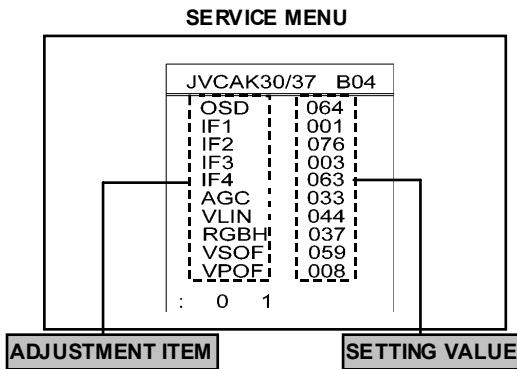 SERVICE MENU
JVCAK30/37 B04
OSD 064
IF1 001
IF2 076
IF3 003
IF4 063
AGC 033
VLIN 044
RGBH 037
VSOF 059
VPOF 008
: 0 1
ADJUSTMENT ITEM SETTING VALUE